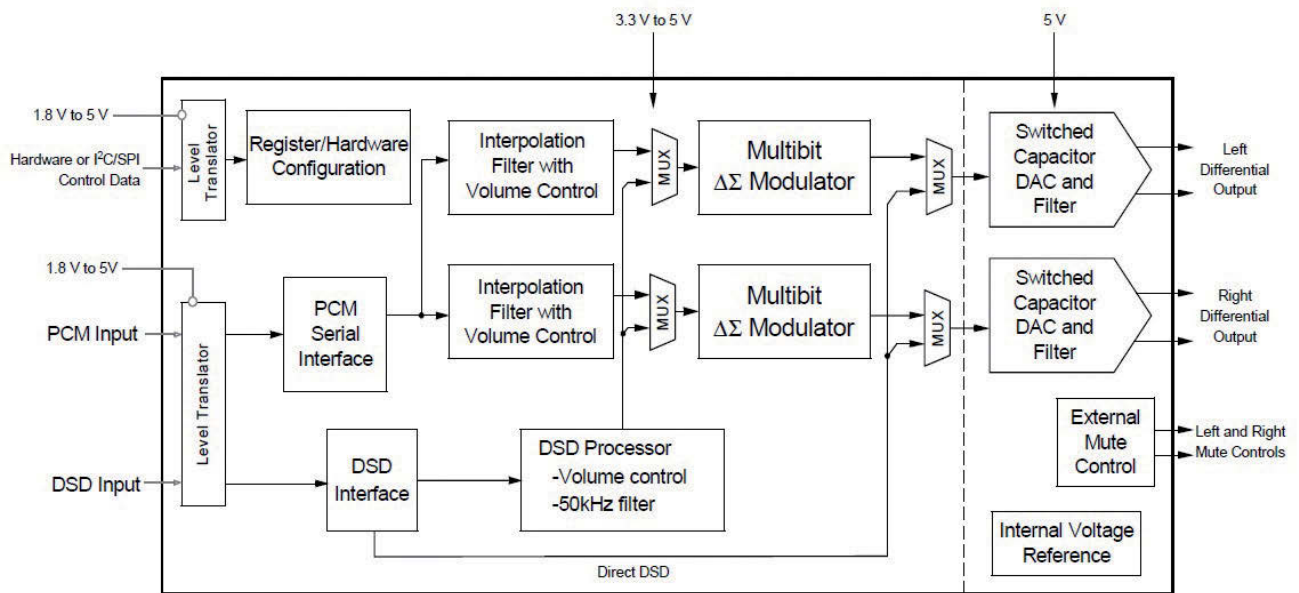 3.3 V to 5 V
5 V
1.8 V to 5 V
Hardware or I²C/SPI
Control Data
Level
Translator
Register/Hardware
Configuration
Interpolation
Filter with
Volume Control
MUX
Multibit
ΔΣ Modulator
MUX
Switched
Capacitor
DAC and
Filter
Left
Differential
Output
1.8 V to 5V
PCM Input
Level Translator
PCM
Serial
Interface
Interpolation
Filter with
Volume Control
MUX
Multibit
ΔΣ Modulator
MUX
Switched
Capacitor
DAC and
Filter
Right
Differential
Output
DSD Input
DSD
Interface
DSD Processor
-Volume control
-50kHz filter
External
Mute
Control
Left and Right
Mute Controls
Internal Voltage
Reference
Direct DSD